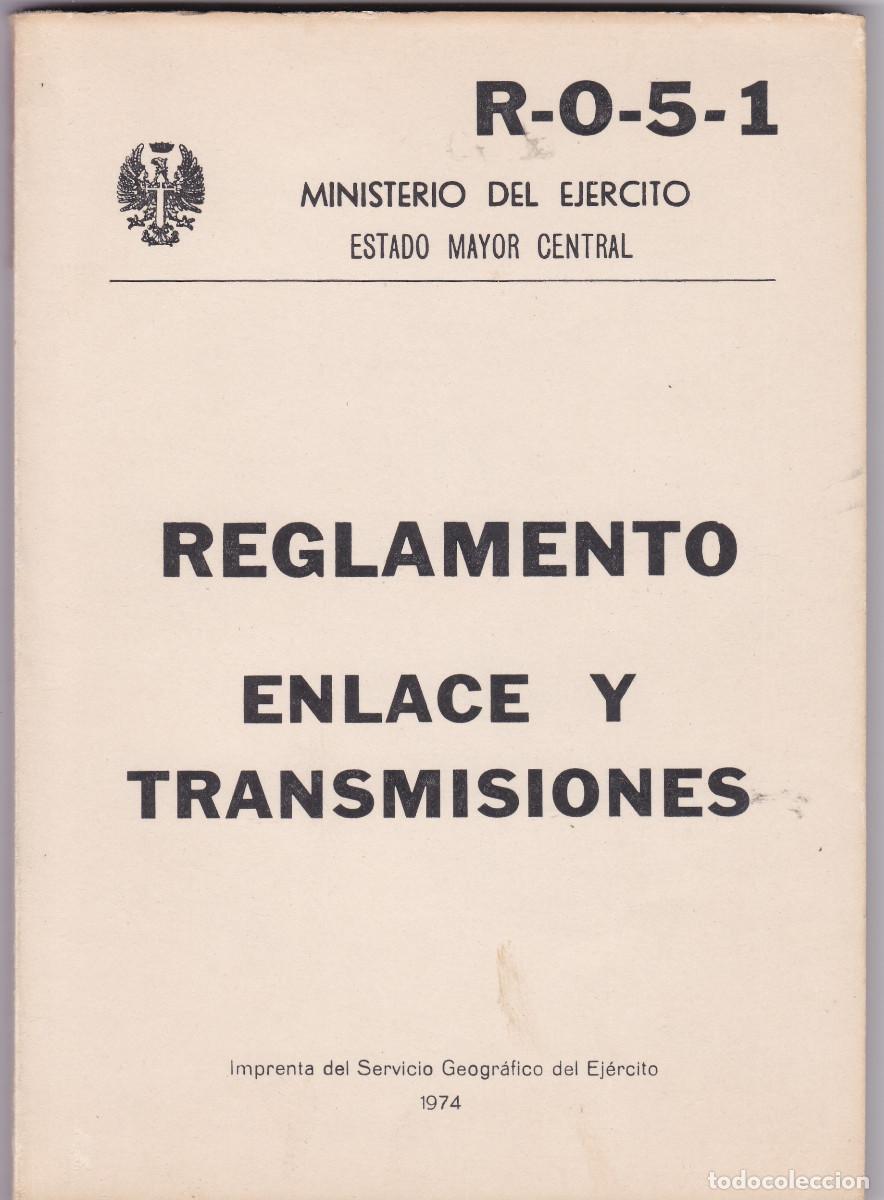 R-O-5-1
MINISTERIO DEL EJERCITO
ESTADO MAYOR CENTRAL
REGLAMENTO
ENLACE Y
TRANSMISIONES
Imprenta del Servicio Geográfico del Ejército
1974
todocoleccion